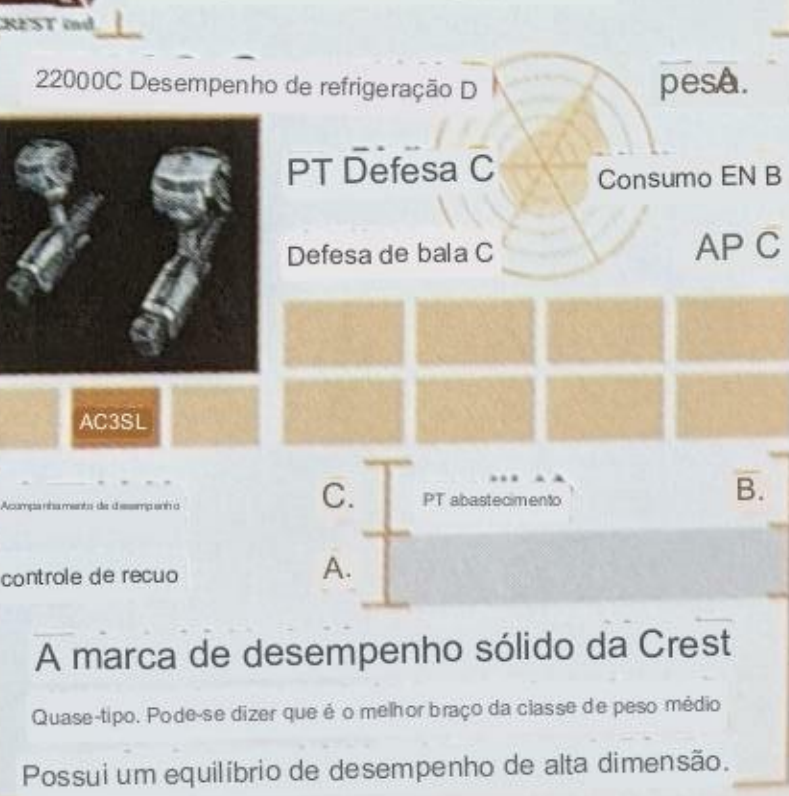 CREST ind
22000C Desempenho de refrigeração D
PT Defesa C
Consumo EN B
Defesa de bala C
AP C
AC3SL
Acompanhamento de desempenho
C.
PT abastecimento
B.
controle de recuo
A.
A marca de desempenho sólido da Crest
Quase-tipo. Pode-se dizer que é o melhor braço da classe de peso médio
Possui um equilíbrio de desempenho de alta dimensão.